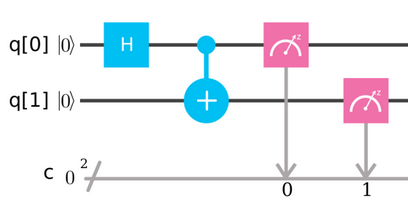 q[0] |0⟩ H z
q[1] |0⟩ z
c 0 2
0 1